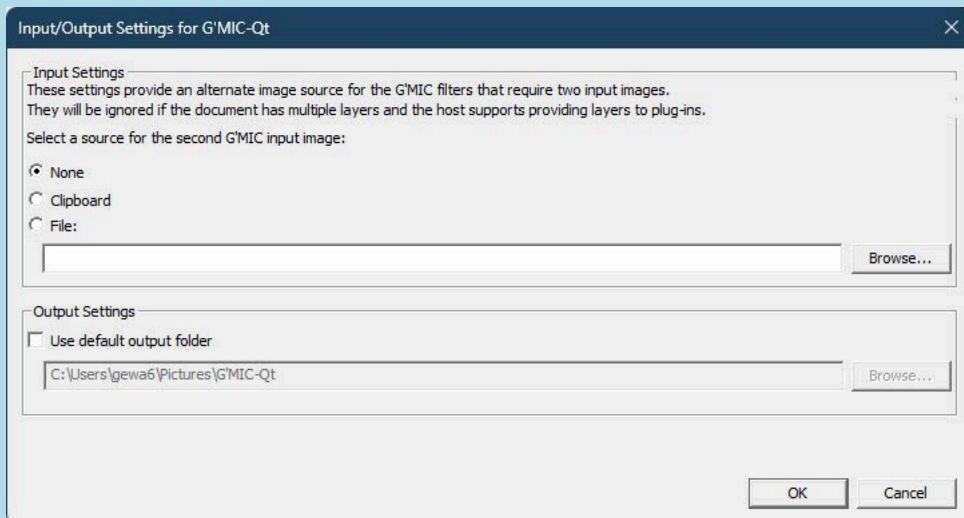 Input/Output Settings for G'MIC-Qt
Input Settings
These settings provide an alternate image source for the G'MIC filters that require two input images.
They will be ignored if the document has multiple layers and the host supports providing layers to plug-ins.
Select a source for the second G'MIC input image:
None
Clipboard
File:
Browse...
Output Settings
Use default output folder
C:\Users\gewa6\Pictures\G'MIC-Qt
Browse...
OK
Cancel